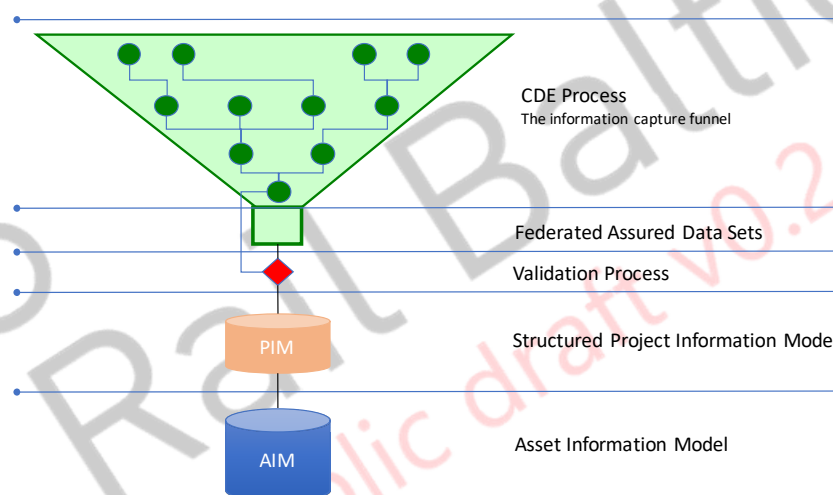 CDE Process
The information capture funnel
Federated Assured Data Sets
Validation Process
PIM
Structured Project Information Mode
AIM
Asset Information Model
Rail Balti
blic draft v0.2